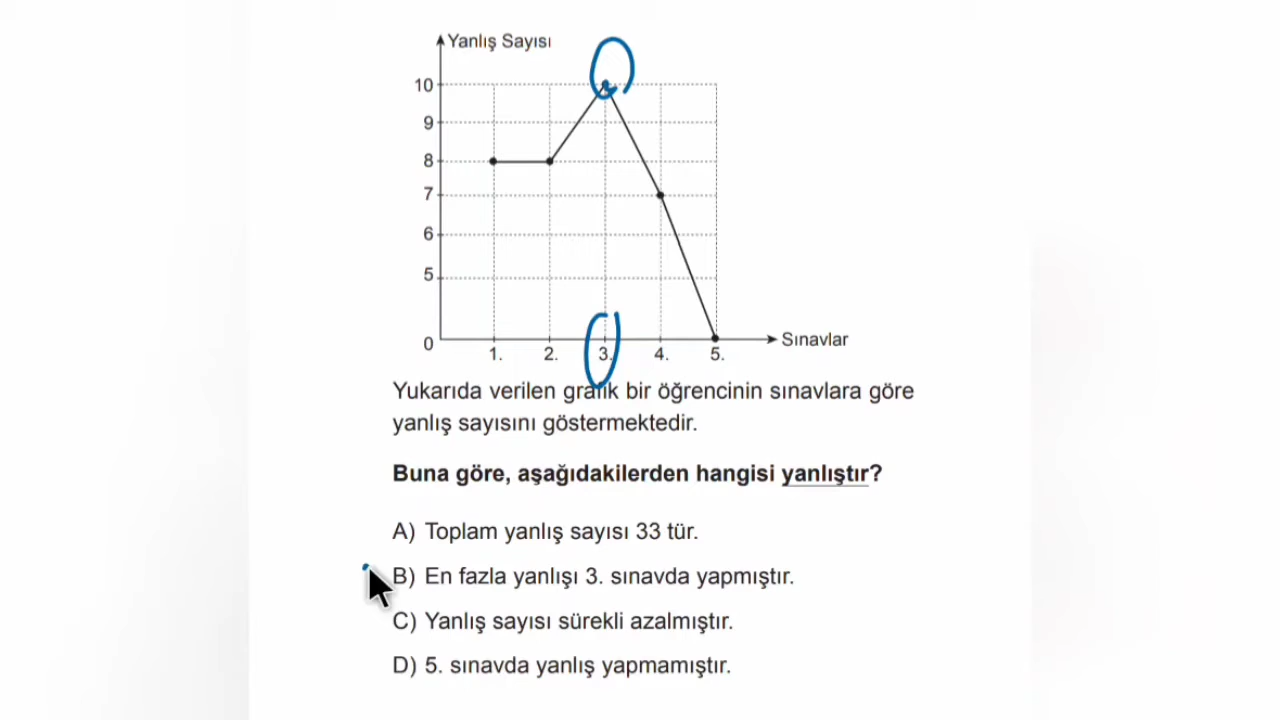 Yanlış Sayısı
10
9
8
7
6
5
0
1. 2. 3. 4. 5.
Sınavlar
Yukarıda verilen grafik bir öğrencinin sınavlara göre
yanlış sayısını göstermektedir.
Buna göre, aşağıdakilerden hangisi yanlıştır?
A) Toplam yanlış sayısı 33 tür.
B) En fazla yanlışı 3. sınavda yapmıştır.
C) Yanlış sayısı sürekli azalmıştır.
D) 5. sınavda yanlış yapmamıştır.